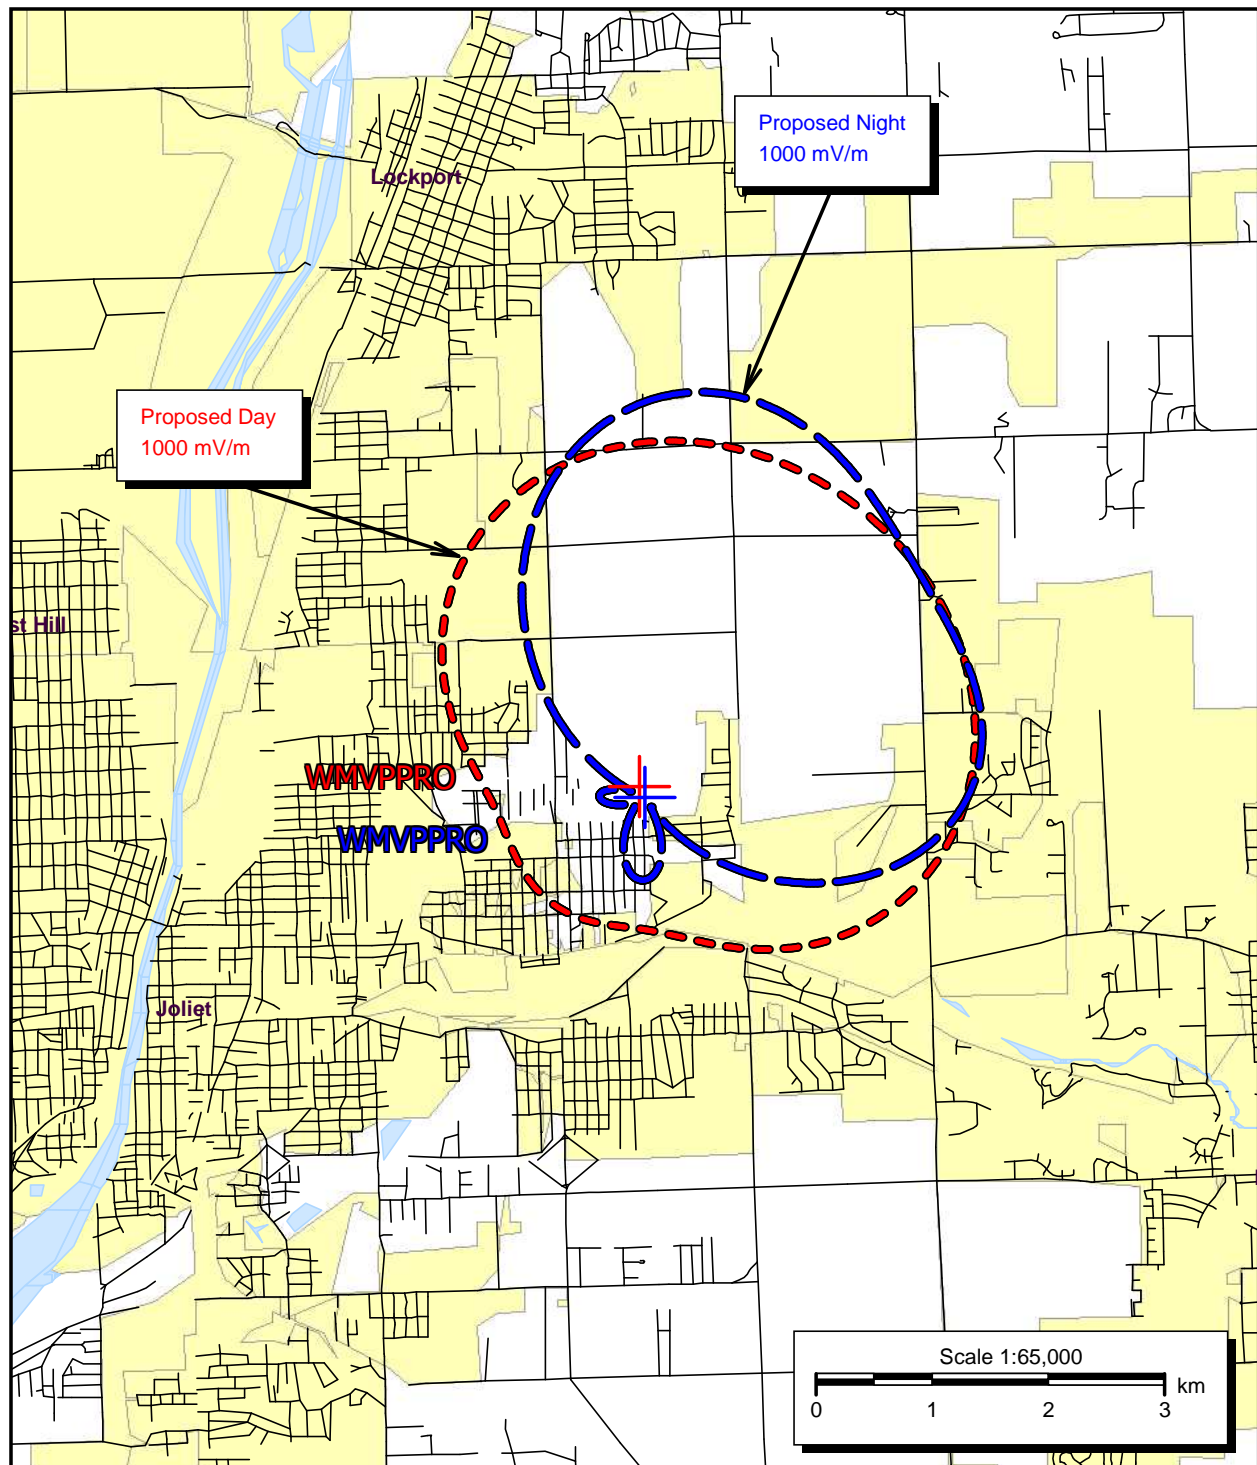 Proposed Night
1000 mV/m
Lockport
Proposed Day
1000 mV/m
st Hill
WMVPPRO
WMVPPRO
Joliet
Scale 1:65,000
km
0 1 2 3